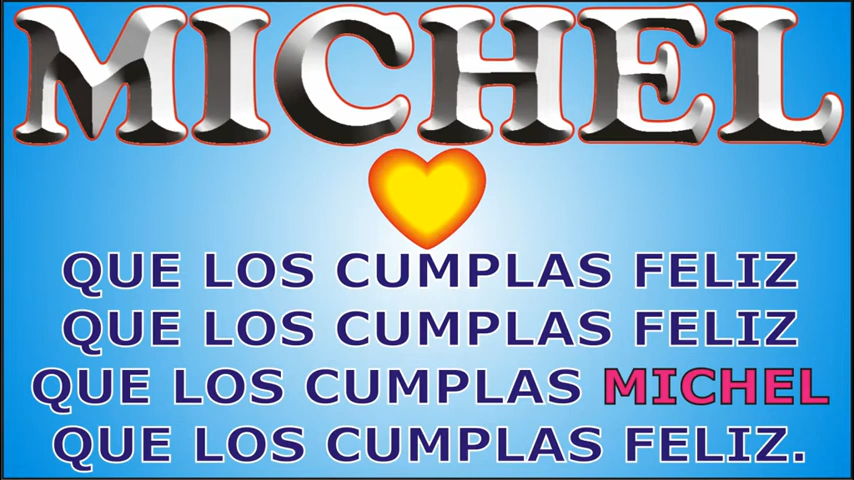 MICHEL
QUE LOS CUMPLAS FELIZ
QUE LOS CUMPLAS FELIZ
QUE LOS CUMPLAS MICHEL
QUE LOS CUMPLAS FELIZ.